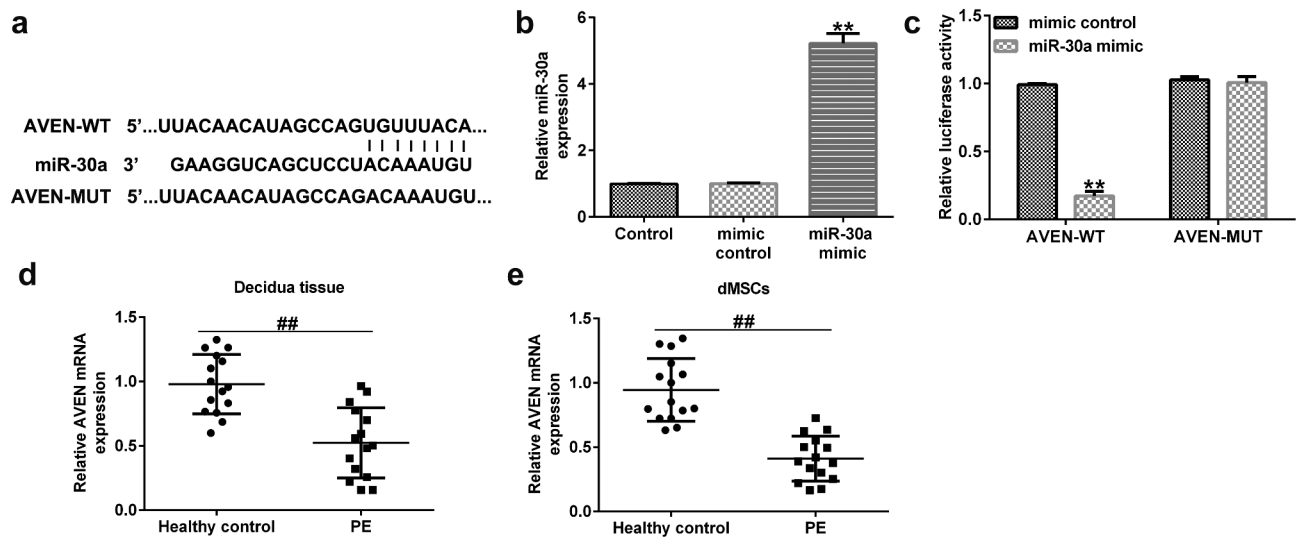 a
AVEN-WT 5’...UUACAACAUAGCCAGUGUUUACA...
miR-30a 3’ GAAGGUCAGCUCCUACAAAUGU
AVEN-MUT 5’...UUACAACAUAGCCAGACAAAUGU...
b
Relative miR-30a
expression
6
4
2
0
**
Control
mimic
control
miR-30a
mimic
c
Relative luciferase activity
1.5
1.0
0.5
0.0
mimic control
miR-30a mimic
**
AVEN-WT
AVEN-MUT
d
Decidua tissue
Relative AVEN mRNA
expression
1.5
1.0
0.5
0.0
##
Healthy control
PE
e
dMSCs
Relative AVEN mRNA
expression
1.5
1.0
0.5
0.0
##
Healthy control
PE